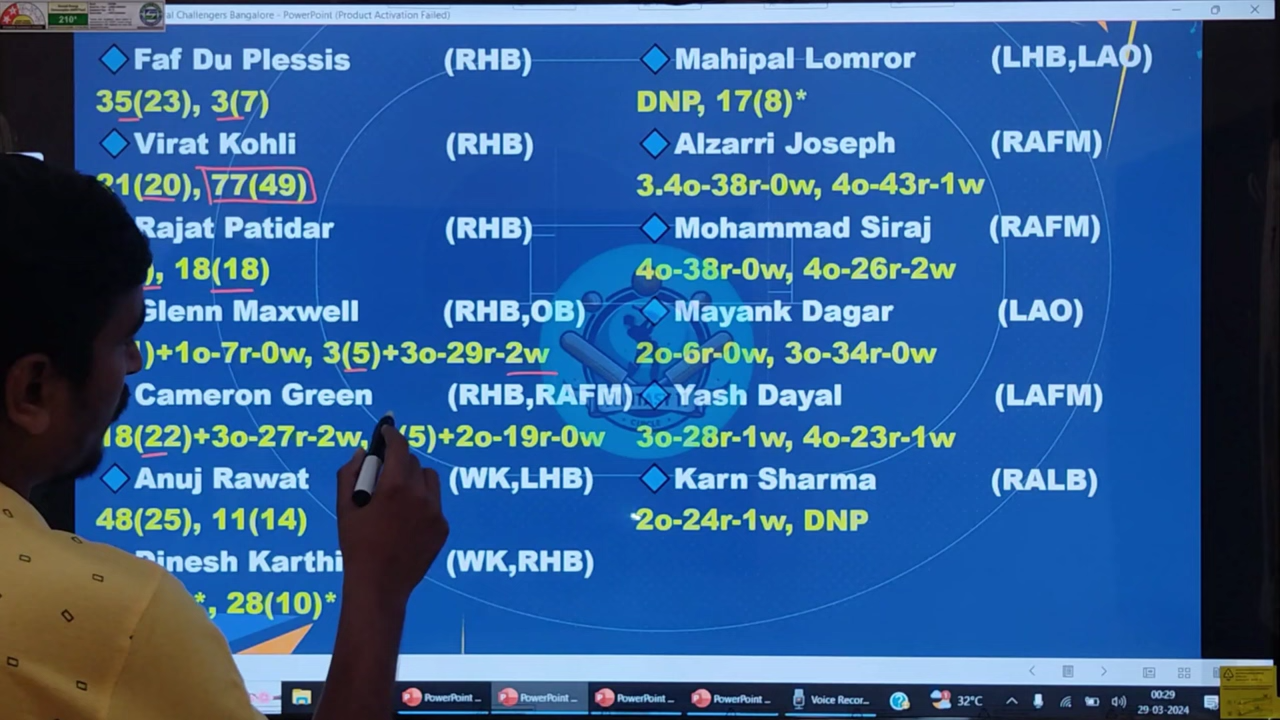 al Challengers Bangalore - PowerPoint (Product Activation Failed)
210*
Faf Du Plessis (RHB)
35(23), 3(7)
Virat Kohli (RHB)
21(20), 77(49)
Rajat Patidar (RHB)
), 18(18)
Glenn Maxwell (RHB,OB)
)+1o-7r-0w, 3(5)+3o-29r-2w
Cameron Green (RHB,RAFM)
18(22)+3o-27r-2w, (5)+2o-19r-0w
Anuj Rawat (WK,LHB)
48(25), 11(14)
Dinesh Karthi (WK,RHB)
*, 28(10)*
Mahipal Lomror (LHB,LAO)
DNP, 17(8)*
Alzarri Joseph (RAFM)
3.4o-38r-0w, 4o-43r-1w
Mohammad Siraj (RAFM)
4o-38r-0w, 4o-26r-2w
Mayank Dagar (LAO)
2o-6r-0w, 3o-34r-0w
Yash Dayal (LAFM)
3o-28r-1w, 4o-23r-1w
Karn Sharma (RALB)
2o-24r-1w, DNP
CIRCLE
PowerPoint ... PowerPoint ... PowerPoint ... PowerPoint ... Voice Recor... 32°C 00:29
29-03-2024